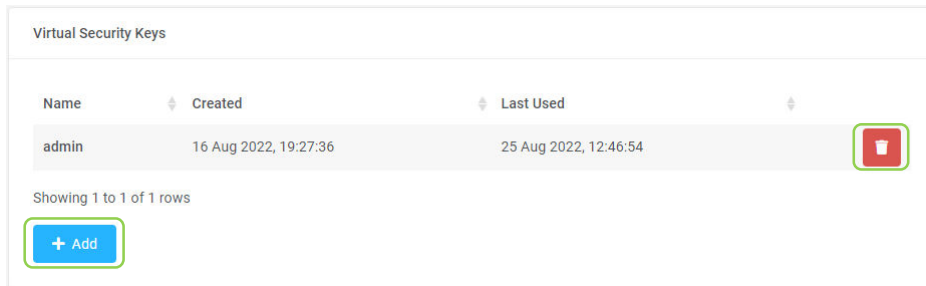 Virtual Security Keys
Name Created Last Used
admin 16 Aug 2022, 19:27:36 25 Aug 2022, 12:46:54
Showing 1 to 1 of 1 rows
+ Add